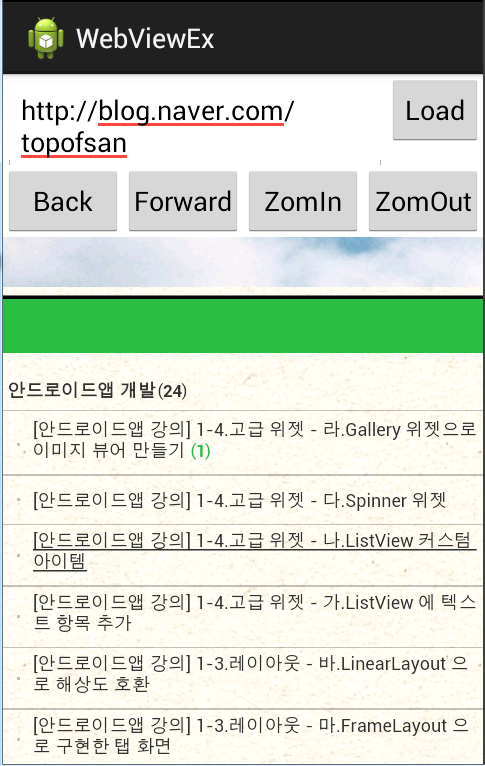 WebViewEx
http://blog.naver.com/
topofsan
Load
Back Forward ZomIn ZomOut
안드로이드앱 개발(24)
[안드로이드앱 강의] 1-4.고급 위젯 - 라.Gallery 위젯으로
이미지 뷰어 만들기 (1)
[안드로이드앱 강의] 1-4.고급 위젯 - 다.Spinner 위젯
[안드로이드앱 강의] 1-4.고급 위젯 - 나.ListView 커스텀
아이템
[안드로이드앱 강의] 1-4.고급 위젯 - 가.ListView 에 텍스
트 항목 추가
[안드로이드앱 강의] 1-3.레이아웃 - 바.LinearLayout 으
로 해상도 호환
[안드로이드앱 강의] 1-3.레이아웃 - 마.FrameLayout 으
로 구현한 탭 화면